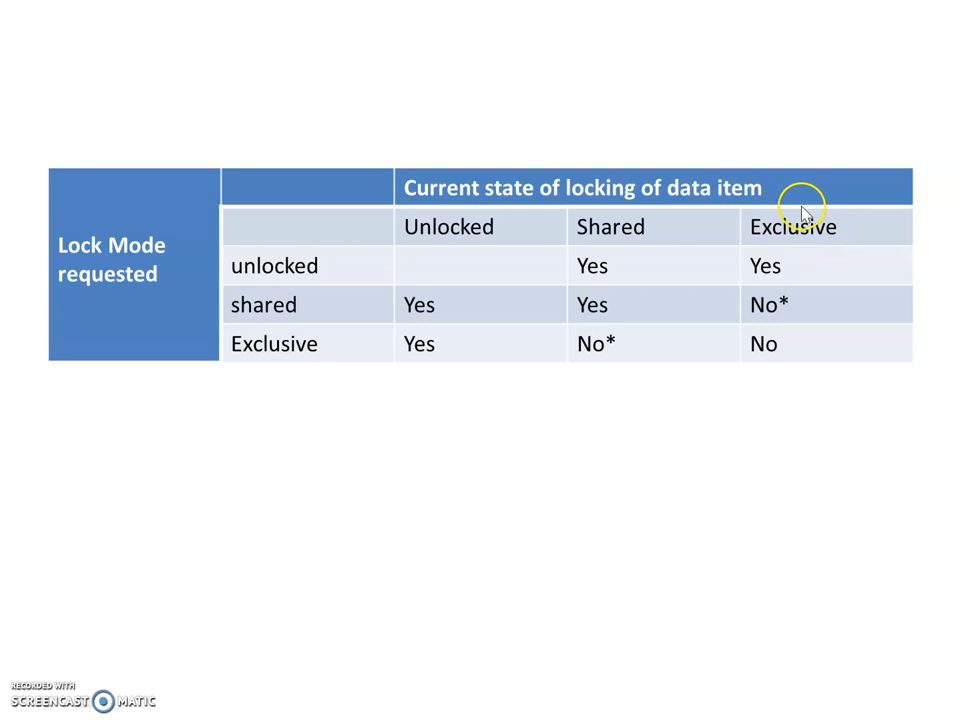 Current state of locking of data item
Lock Mode
requested
Unlocked Shared Exclusive
unlocked Yes Yes
shared Yes Yes No*
Exclusive Yes No* No
RECORDED WITH
SCREENCAST MATIC